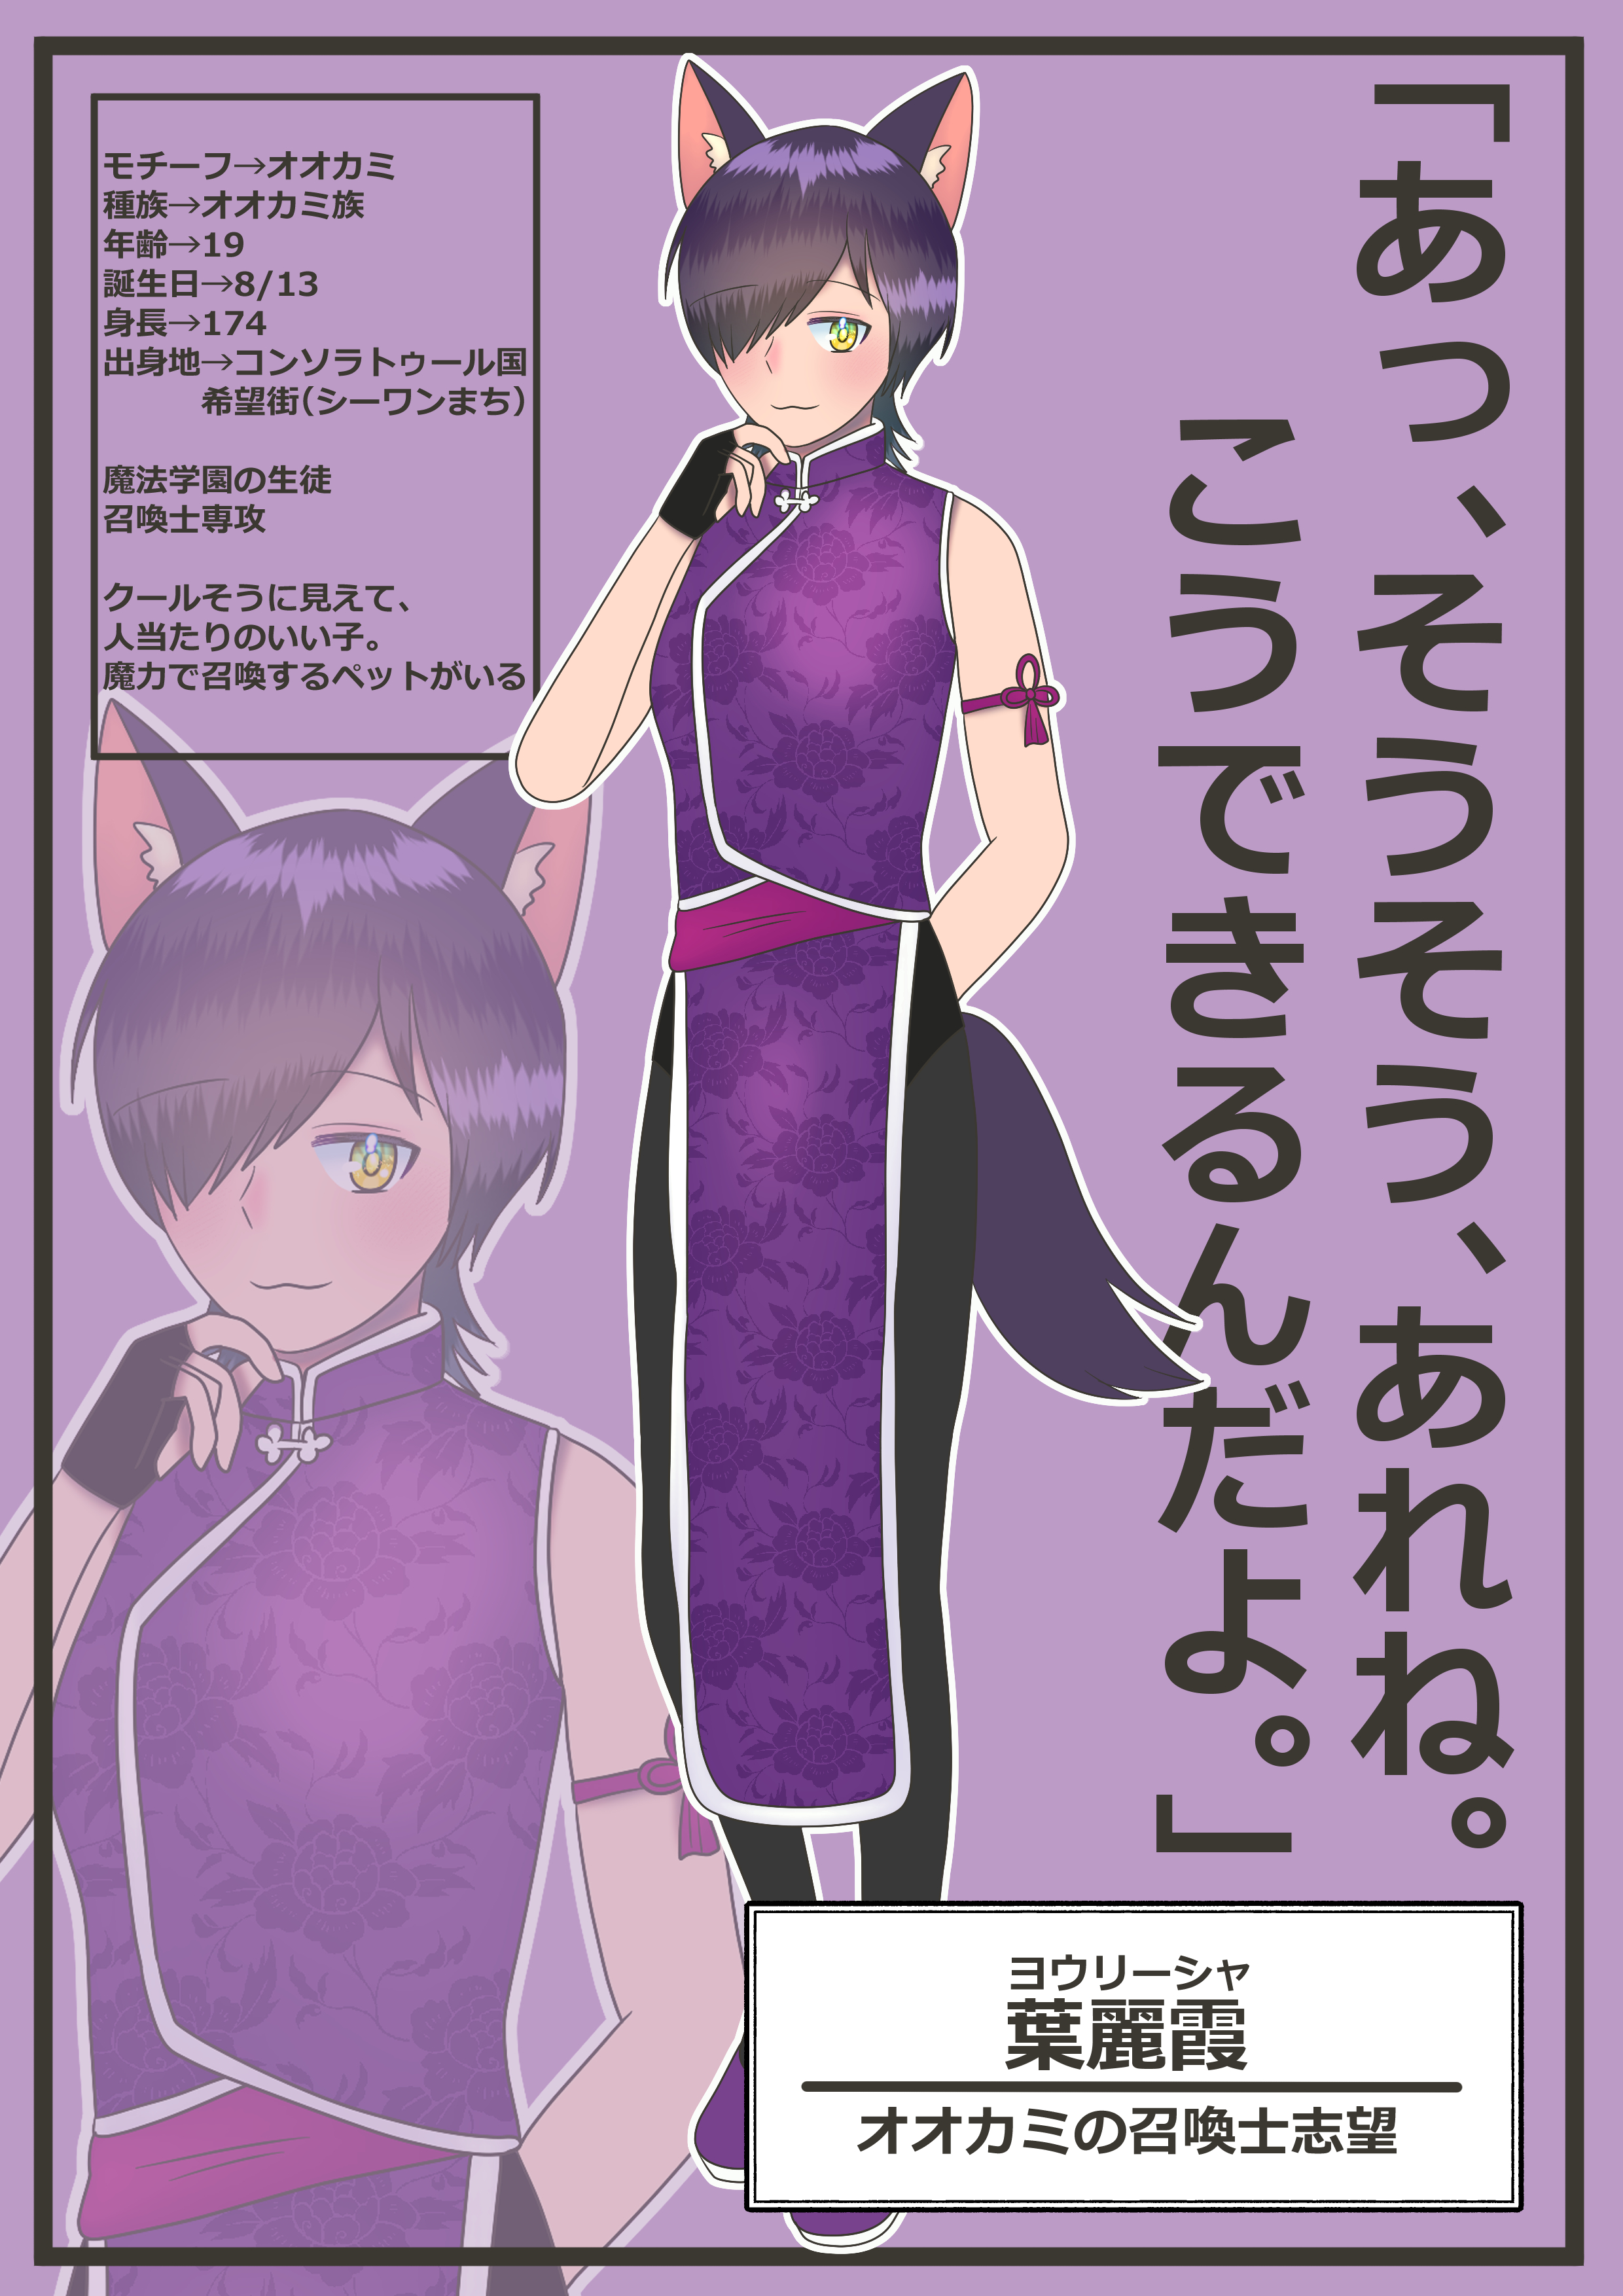 モチーフ→オオカミ
種族→オオカミ族
年齢→19
誕生日→8/13
身長→174
出身地→コンソラトゥール国
希望街(シーワンまち)
魔法学園の生徒
召喚士専攻
クールそうに見えて、
人当たりのいい子。
魔力で召喚するペットがいる
「あっ、そうそう、あれね。
こうできるんだよ。」
ヨウリーシャ
葉麗霞
オオカミの召喚士志望